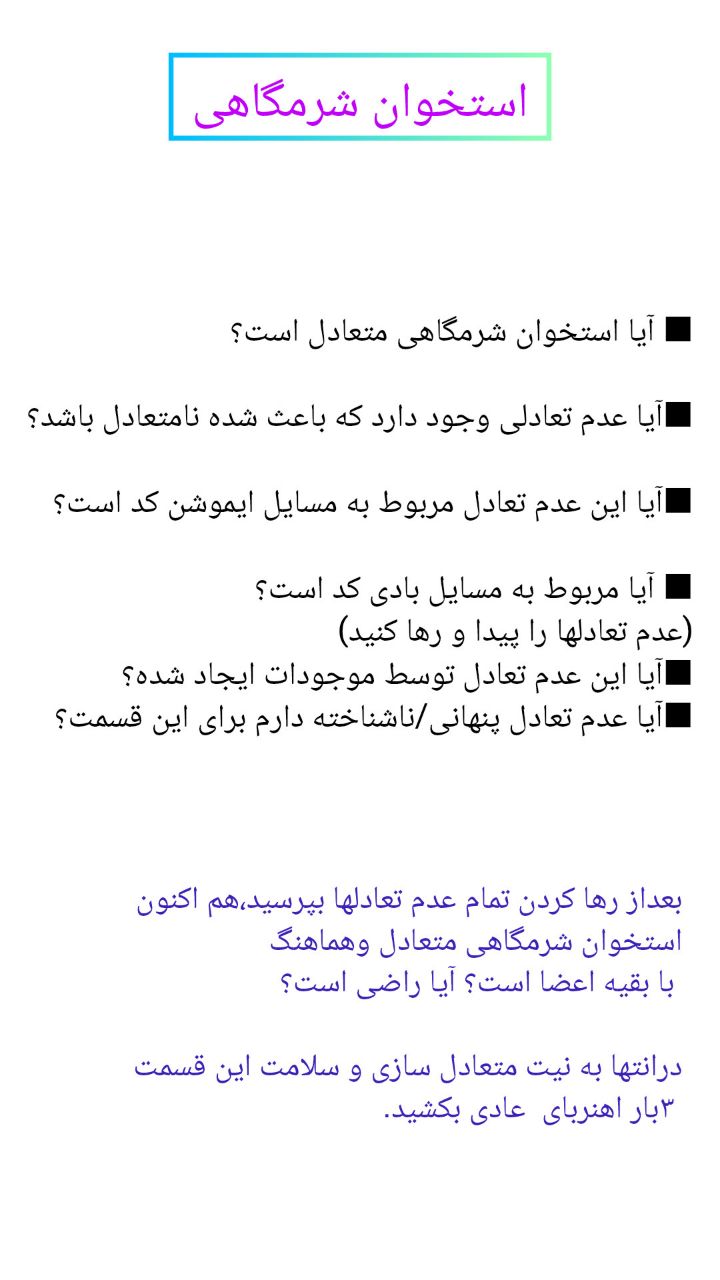 استخوان شرمگاهی
■ آیا استخوان شرمگاهی متعادل است؟
■آیا عدم تعادلی وجود دارد که باعث شده نامتعادل باشد؟
■آیا این عدم تعادل مربوط به مسایل ایموشن کد است؟
■ آیا مربوط به مسایل بادی کد است؟
(عدم تعادلها را پیدا و رها کنید)
■آیا این عدم تعادل توسط موجودات ایجاد شده؟
■آیا عدم تعادل پنهانی/ناشناخته دارم برای این قسمت؟
بعداز رها کردن تمام عدم تعادلها بپرسید،هم اکنون
استخوان شرمگاهی متعادل وهماهنگ
با بقیه اعضا است؟ آیا راضی است؟
درانتها به نیت متعادل سازی و سلامت این قسمت
۳بار اهنربای عادی بکشید.